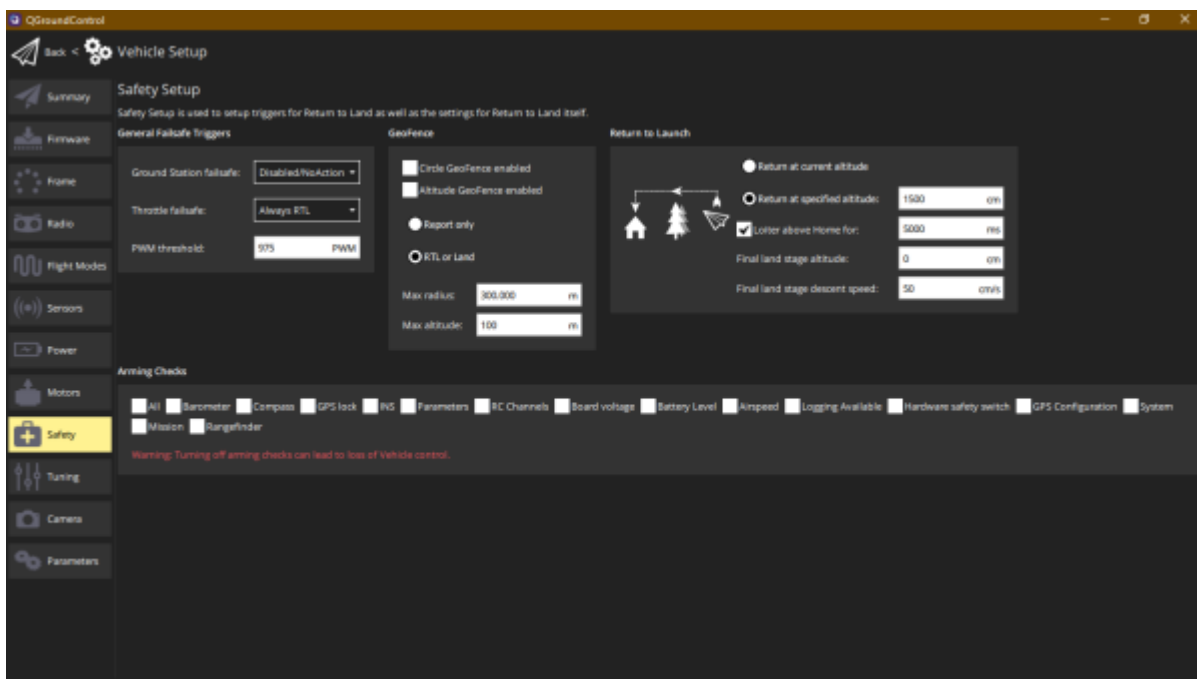 QGroundControl
Back < Vehicle Setup
Summary
Firmware
Frame
Radio
Flight Modes
Sensors
Power
Motors
Safety
Tuning
Camera
Parameters
Safety Setup
Safety Setup is used to setup triggers for Return to Land as well as the settings for Return to Land itself.
General Failsafe Triggers
Ground Station failsafe: Disabled/NoAction
Throttle failsafe: Always RTL
PWM threshold: 975 PWM
GeoFence
Circle GeoFence enabled
Altitude GeoFence enabled
Report only
RTL or Land
Max radius: 300.000 m
Max altitude: 100 m
Return to Launch
Return at current altitude
Return at specified altitude: 1500 cm
Loiter above Home for: 5000 ms
Final land stage altitude: 0 cm
Final land stage descent speed: 50 cm/s
Arming Checks
All Barometer Compass GPS lock INS Parameters RC Channels Board voltage Battery Level Airspeed Logging Available Hardware safety switch GPS Configuration System
Mission Rangefinder
Warning: Turning off arming checks can lead to loss of Vehicle control.